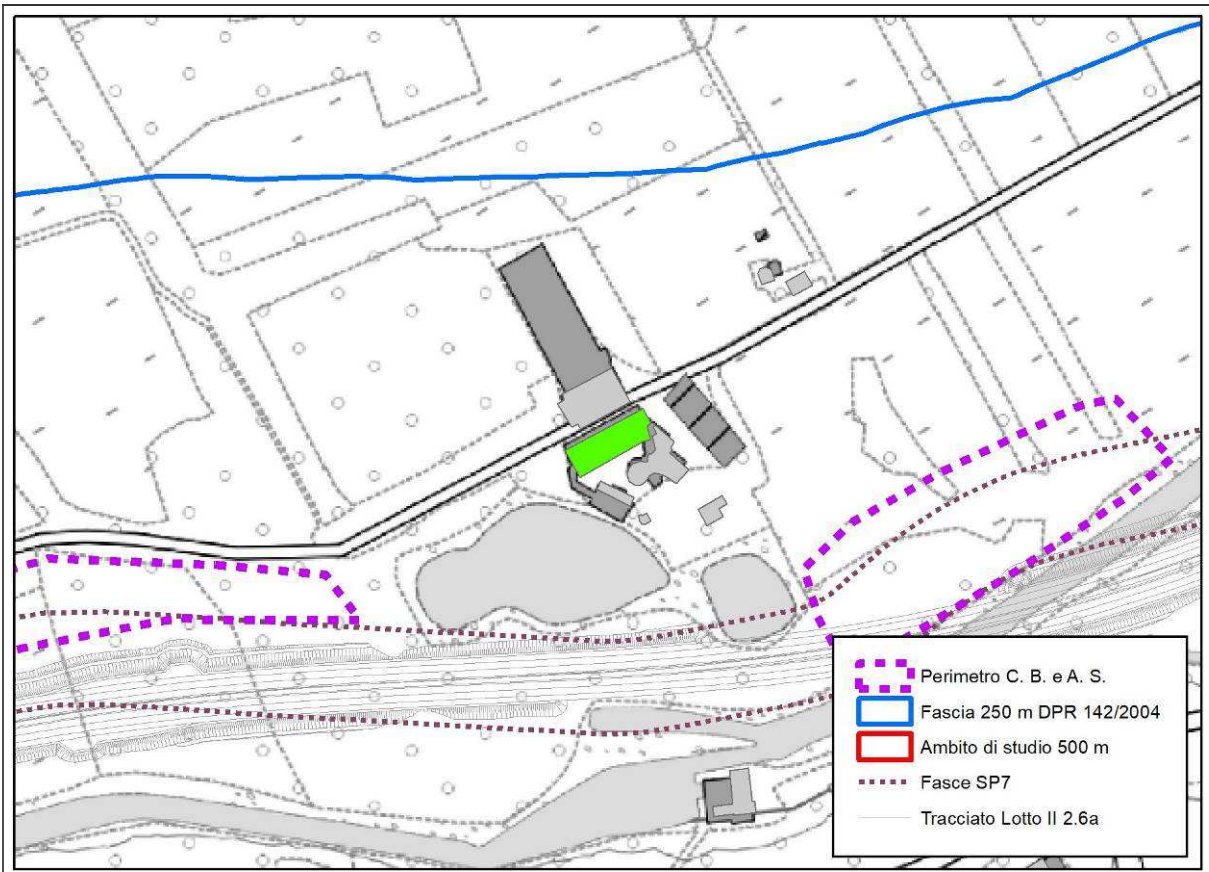 Perimetro C. B. e A. S.
Fascia 250 m DPR 142/2004
Ambito di studio 500 m
Fasce SP7
Tracciato Lotto II 2.6a